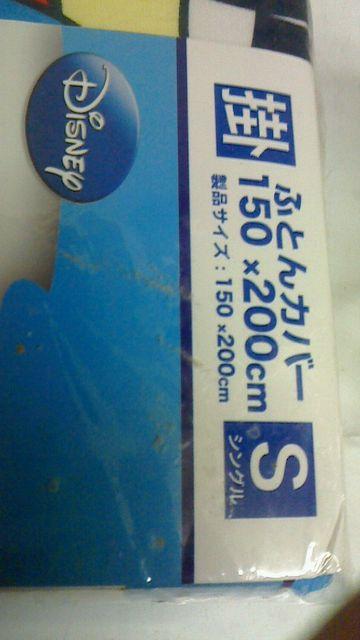 DISNEY
掛
ふとんカバー
150×200cm
製品サイズ：150×200cm
S
シングル